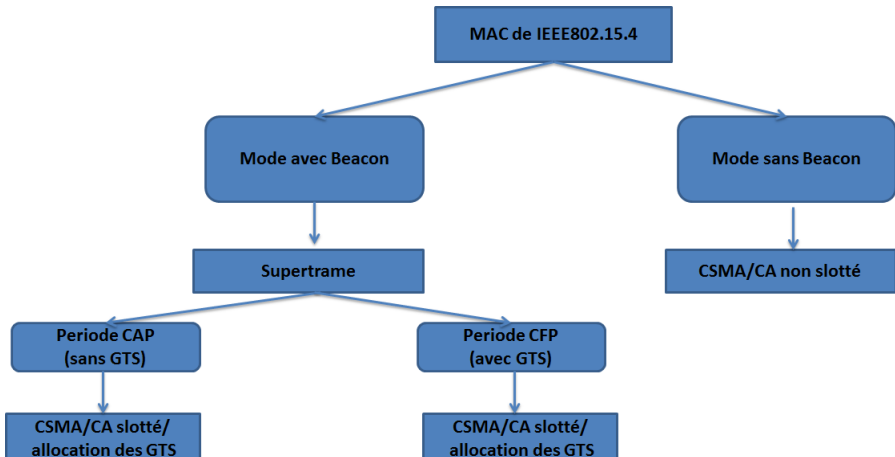 MAC de IEEE802.15.4
Mode avec Beacon
Mode sans Beacon
Supertrame
CSMA/CA non slotté
Periode CAP
(sans GTS)
Periode CFP
(avec GTS)
CSMA/CA slotté/
allocation des GTS
CSMA/CA slotté/
allocation des GTS